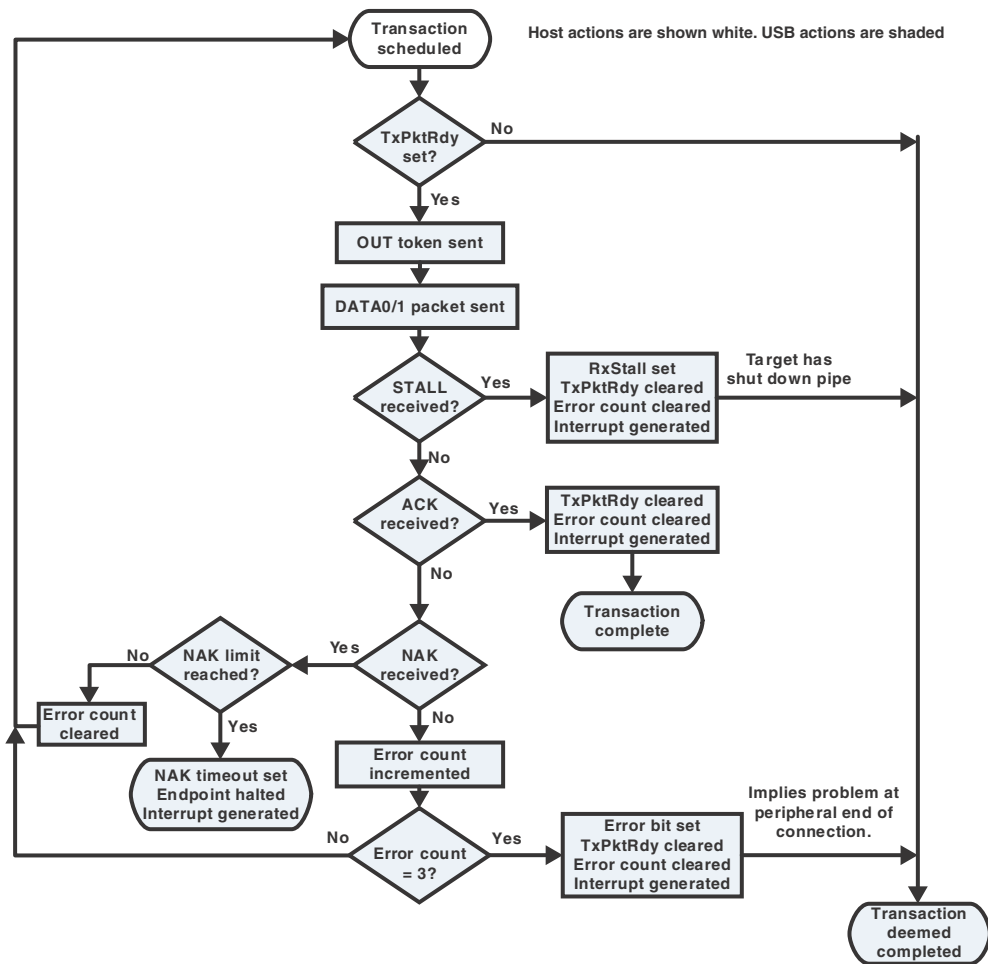 Transaction
scheduled
Host actions are shown white. USB actions are shaded
TxPktRdy
set?
No
Yes
OUT token sent
DATA0/1 packet sent
STALL
received?
Yes
RxStall set
TxPktRdy cleared
Error count cleared
Interrupt generated
Target has
shut down pipe
No
ACK
received?
Yes
TxPktRdy cleared
Error count cleared
Interrupt generated
No
Transaction
complete
NAK
received?
Yes
NAK limit
reached?
No
Error count
cleared
Yes
NAK timeout set
Endpoint halted
Interrupt generated
No
Error count
incremented
Error count
= 3?
No
Yes
Error bit set
TxPktRdy cleared
Error count cleared
Interrupt generated
Implies problem at
peripheral end of
connection.
Transaction
deemed
completed